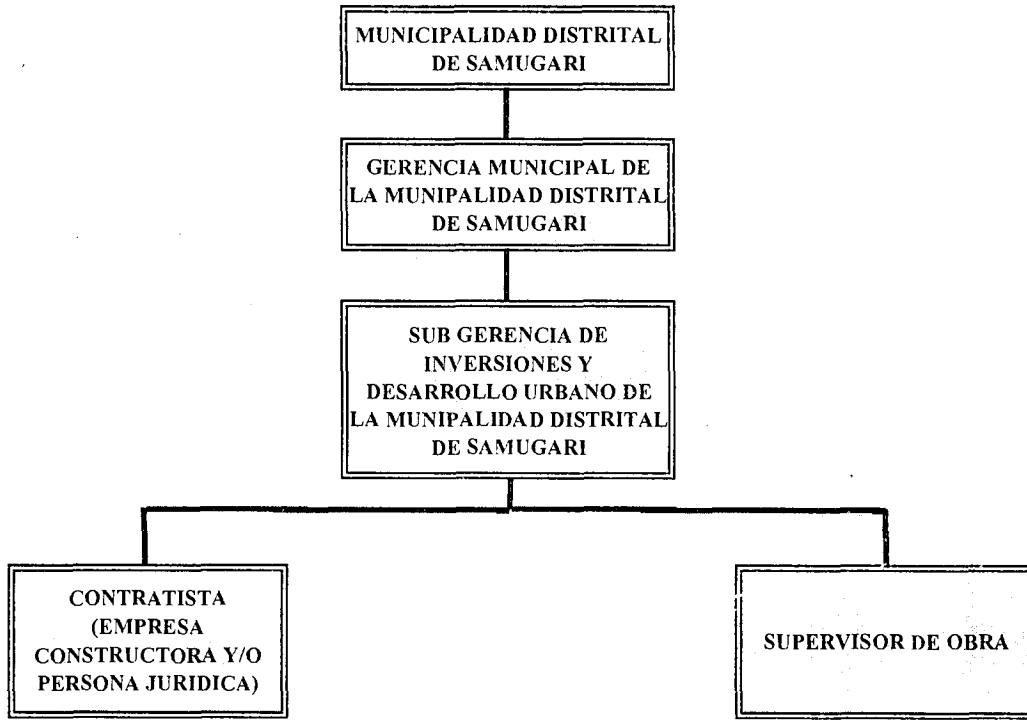 MUNICIPALIDAD DISTRITAL
DE SAMUGARI
GERENCIA MUNICIPAL DE
LA MUNIPALIDAD DISTRITAL
DE SAMUGARI
SUB GERENCIA DE
INVERSIONES Y
DESARROLLO URBANO DE
LA MUNIPALIDAD DISTRITAL
DE SAMUGARI
CONTRATISTA
(EMPRESA
CONSTRUCTORA Y/O
PERSONA JURIDICA)
SUPERVISOR DE OBRA